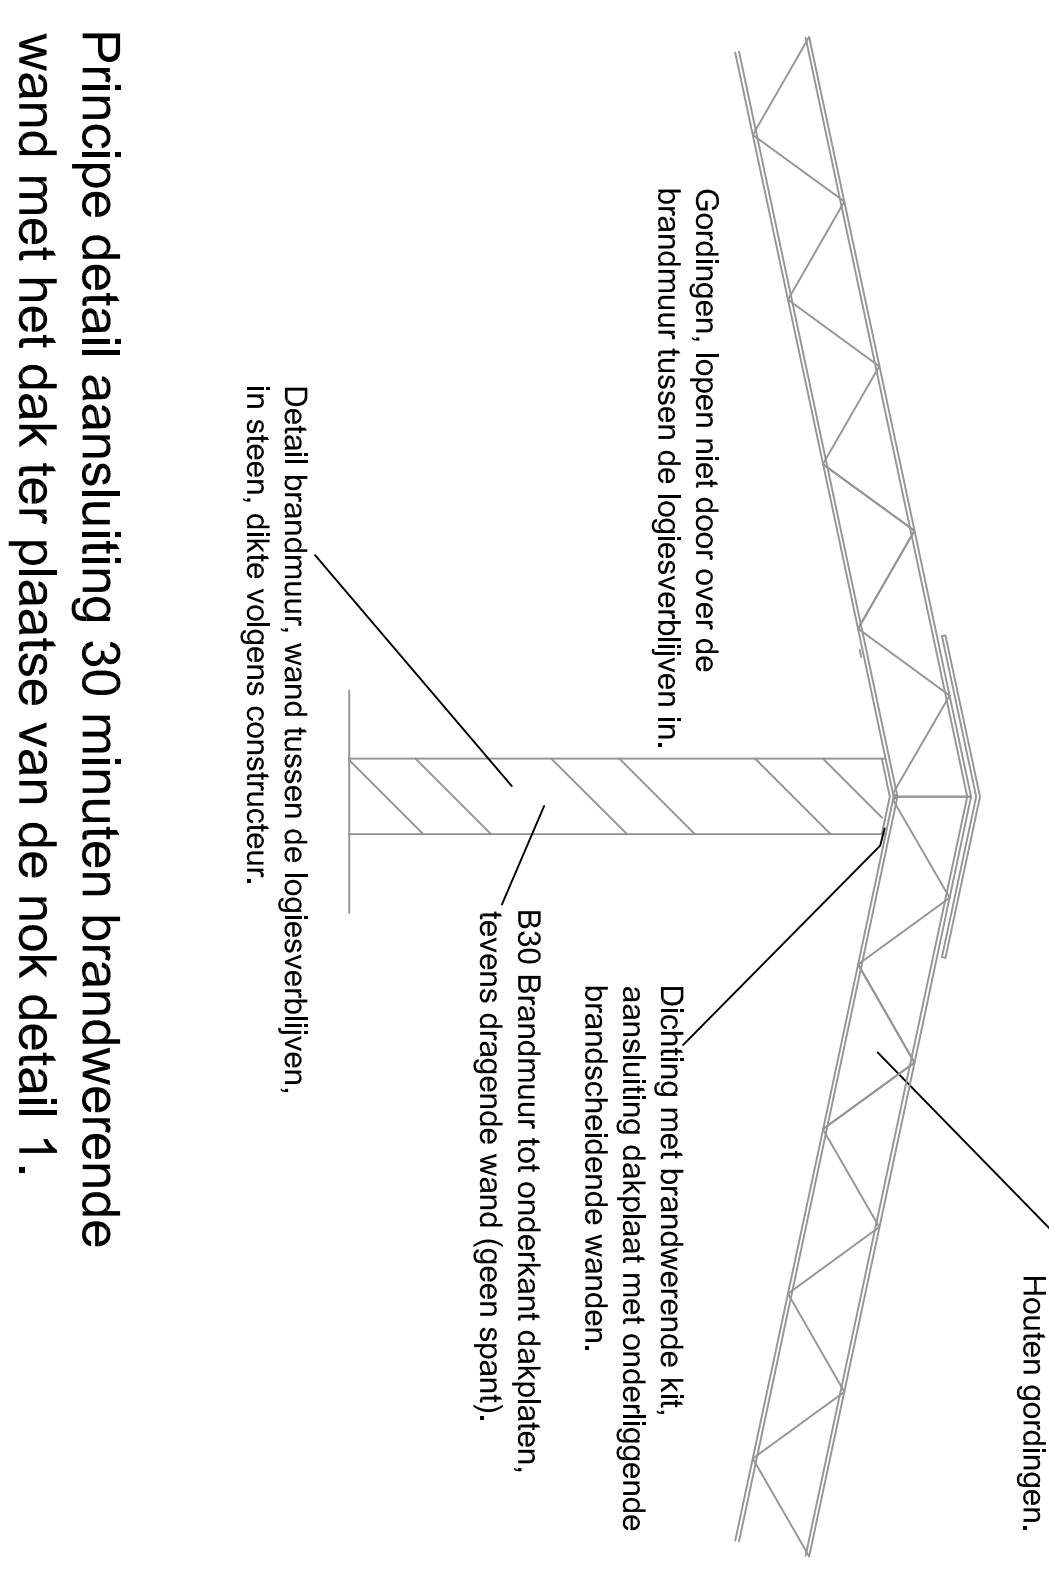 Houten gordingen.
Gordingen, lopen niet door over de
brandmuur tussen de logiesverblijven in.
Dichting met brandwerende kit,
aansluiting dakplaat met onderliggende
brandscheidende wanden.
B30 Brandmuur tot onderkant dakplaten,
tevens dragende wand (geen spant).
Detail brandmuur, wand tussen de logiesverblijven,
in steen, dikte volgens constructeur.
Principe detail aansluiting 30 minuten brandwerende
wand met het dak ter plaatse van de nok detail 1.